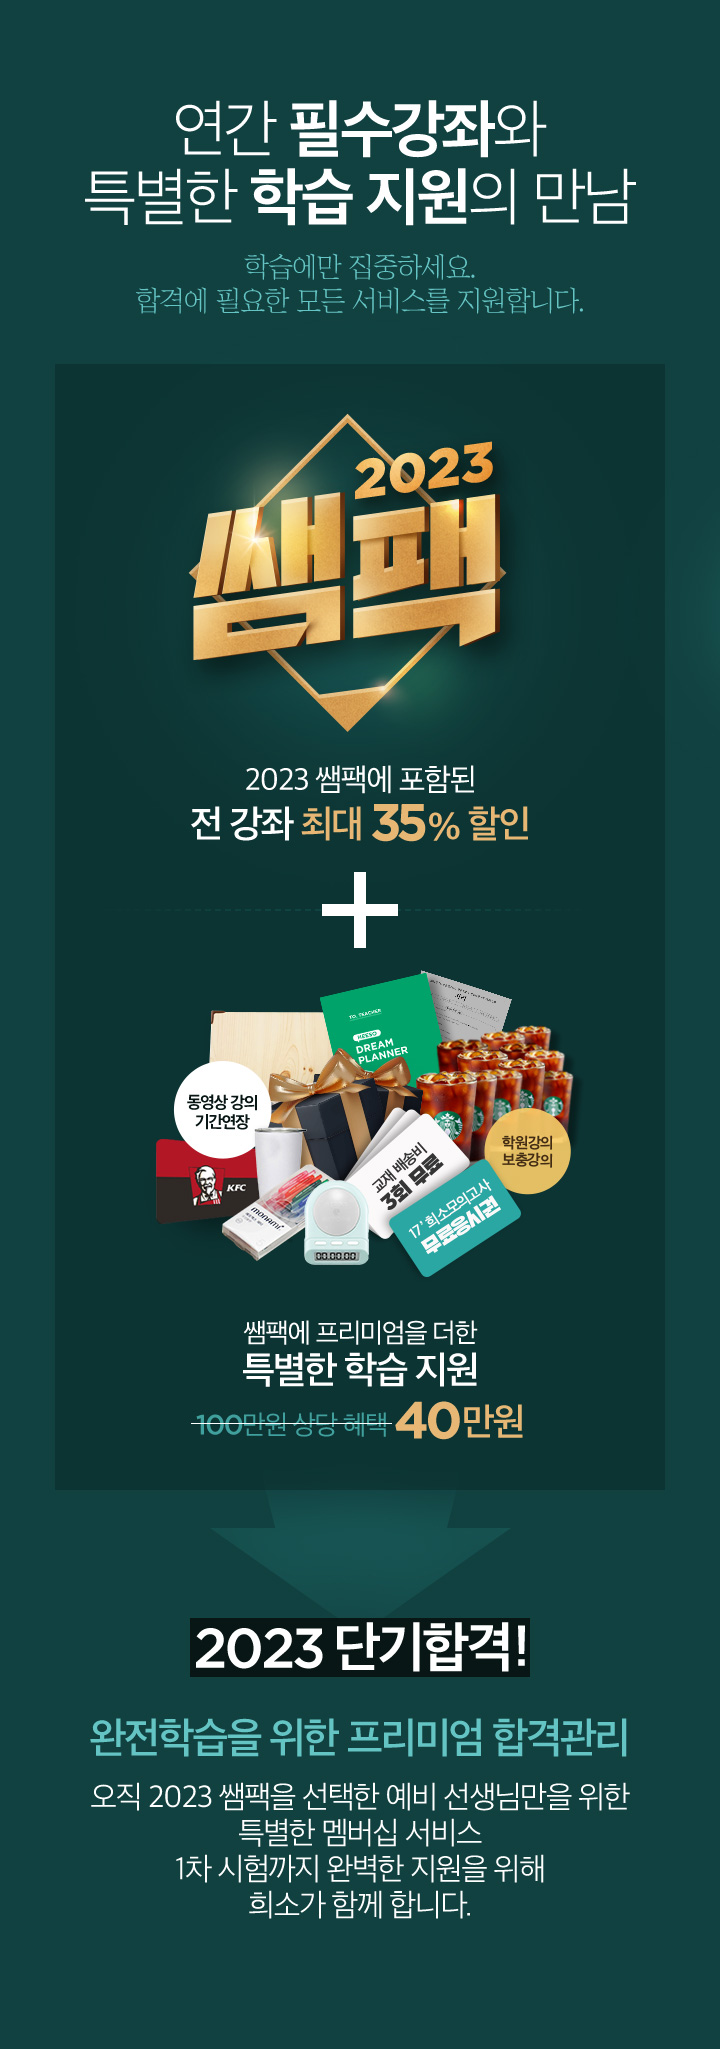 연간 필수강좌와
특별한 학습 지원의 만남
학습에만 집중하세요.
합격에 필요한 모든 서비스를 지원합니다.
2023
쌤팩
2023 쌤팩에 포함된
전 강좌 최대 35% 할인
TO. TEACHER
DREAM
PLANNER
동영상 강의
기간연장
KFC
monami
00:00:00
교재 배송비
3회 무료
17' 희소모의고사
무료응시권
학원강의
보충강의
쌤팩에 프리미엄을 더한
특별한 학습 지원
100만원 상당 혜택 40만원
2023 단기합격!
완전학습을 위한 프리미엄 합격관리
오직 2023 쌤팩을 선택한 예비 선생님만을 위한
특별한 멤버십 서비스
1차 시험까지 완벽한 지원을 위해
희소가 함께 합니다.